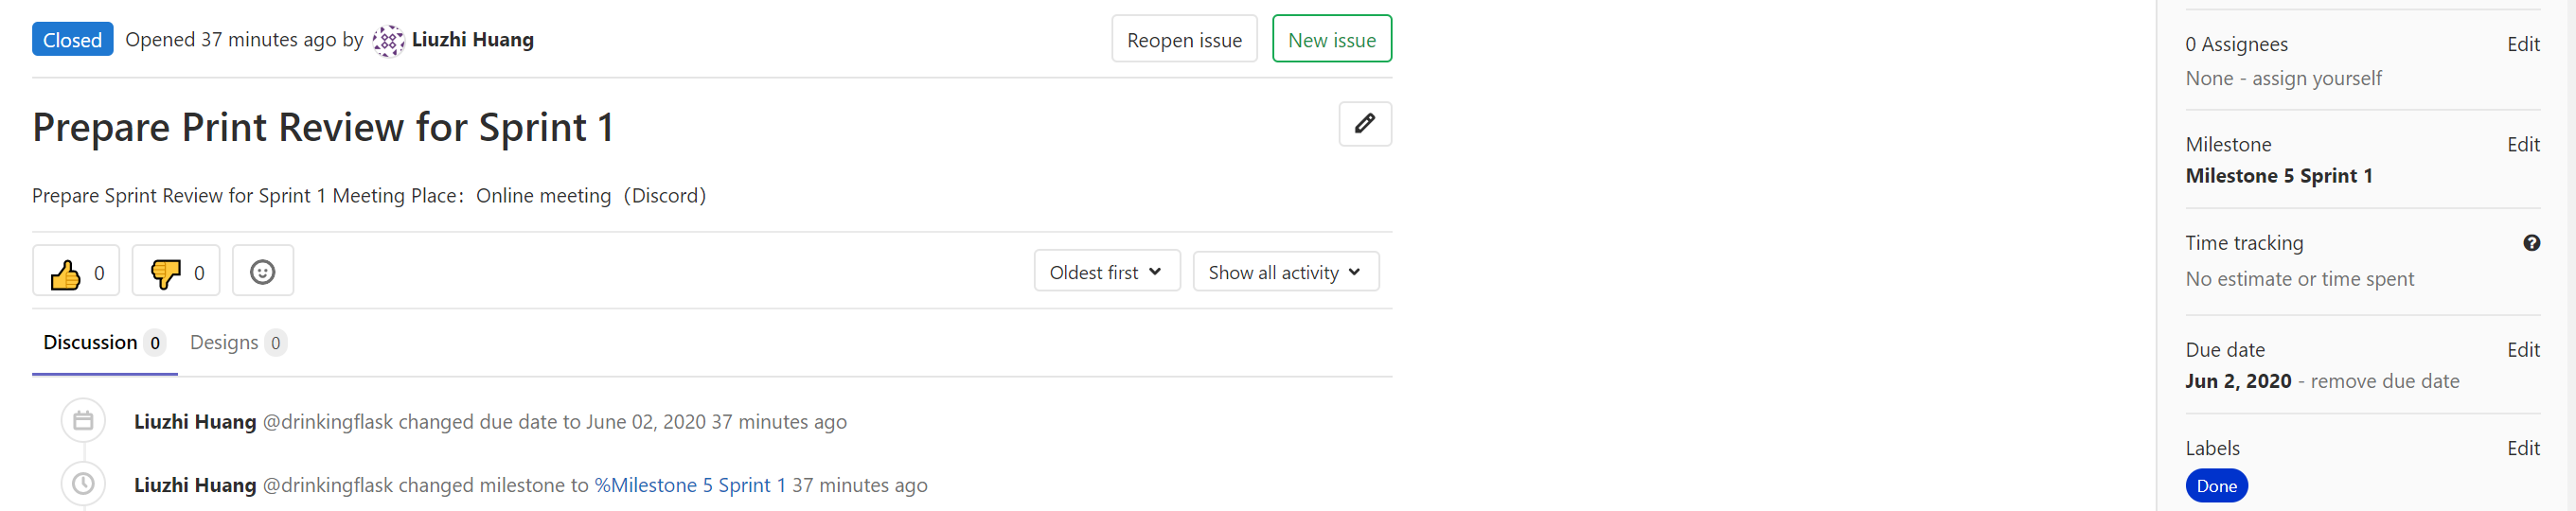 Closed Opened 37 minutes ago by Liuzhi Huang Reopen issue New issue
Prepare Print Review for Sprint 1
Prepare Sprint Review for Sprint 1 Meeting Place：Online meeting（Discord）
0 0 Oldest first Show all activity
Discussion 0 Designs 0
Liuzhi Huang @drinkingflask changed due date to June 02, 2020 37 minutes ago
Liuzhi Huang @drinkingflask changed milestone to %Milestone 5 Sprint 1 37 minutes ago
0 Assignees Edit
None - assign yourself
Milestone Edit
Milestone 5 Sprint 1
Time tracking
No estimate or time spent
Due date Edit
Jun 2, 2020 - remove due date
Labels Edit
Done